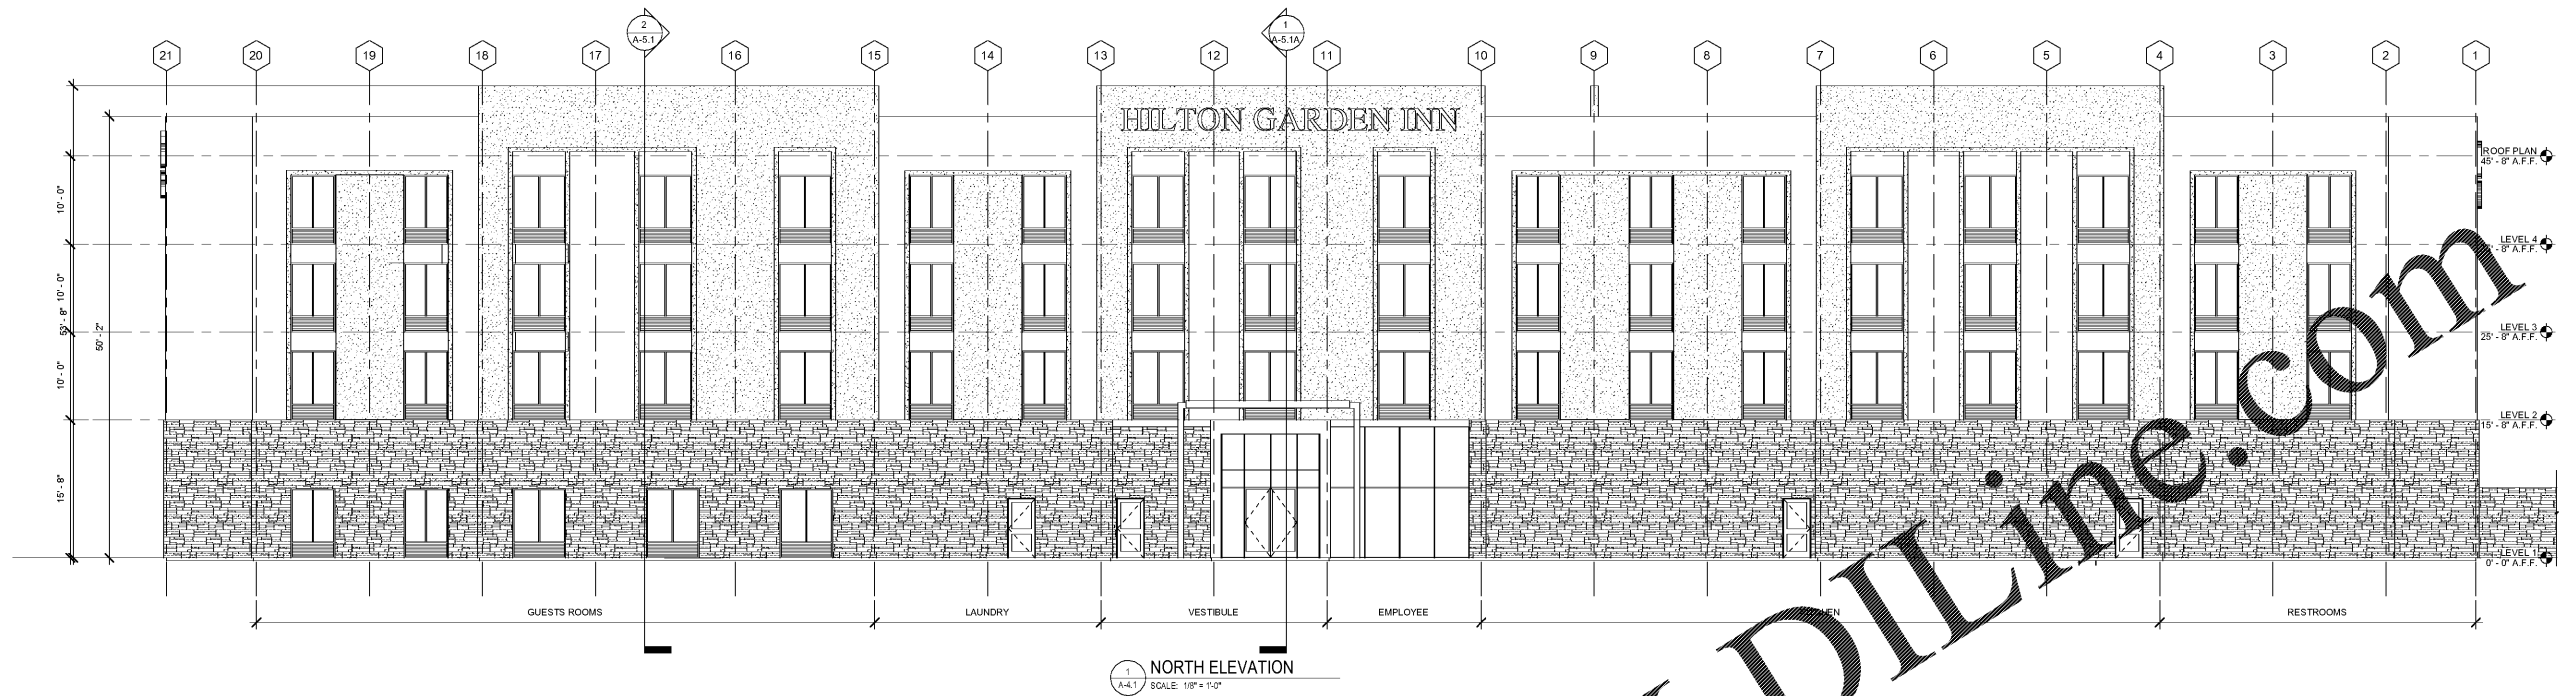 2
A-5.1
1
A-5.1A
21 20 19 18 17 16 15 14 13 12 11 10 9 8 7 6 5 4 3 2 1
HILTON GARDEN INN
ROOF PLAN
45' - 8" A.F.F.
10' - 0"
LEVEL 4
- 8" A.F.F.
10' - 0"
53' - 8"
50' - 2"
LEVEL 3
25' - 8" A.F.F.
10' - 0"
LEVEL 2
15' - 8" A.F.F.
15' - 8"
LEVEL 1
0' - 0" A.F.F.
GUESTS ROOMS LAUNDRY VESTIBULE EMPLOYEE RESTROOMS
1
A-4.1
NORTH ELEVATION
SCALE: 1/8" = 1'-0"
DILine.com